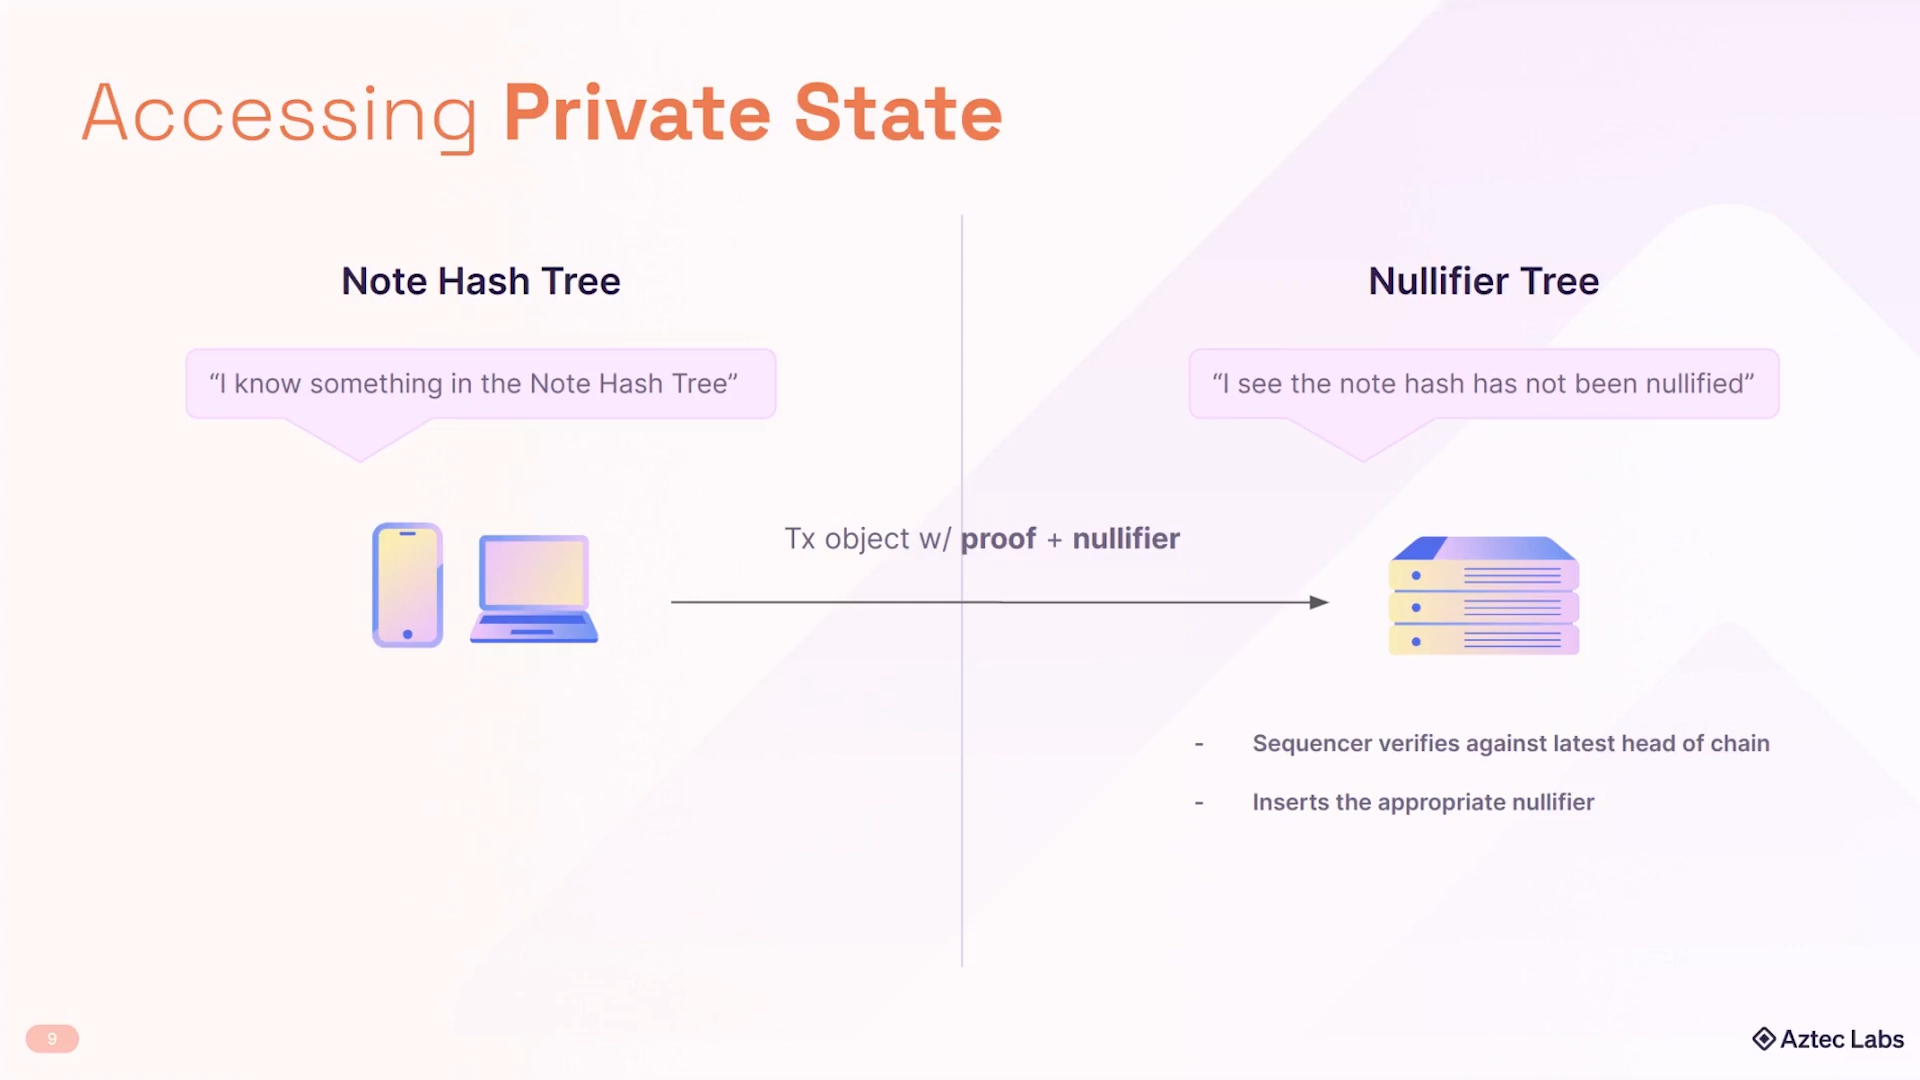 Accessing Private State
Note Hash Tree
“I know something in the Note Hash Tree”
Nullifier Tree
“I see the note hash has not been nullified”
Tx object w/ proof + nullifier
- Sequencer verifies against latest head of chain
- Inserts the appropriate nullifier
9
Aztec Labs